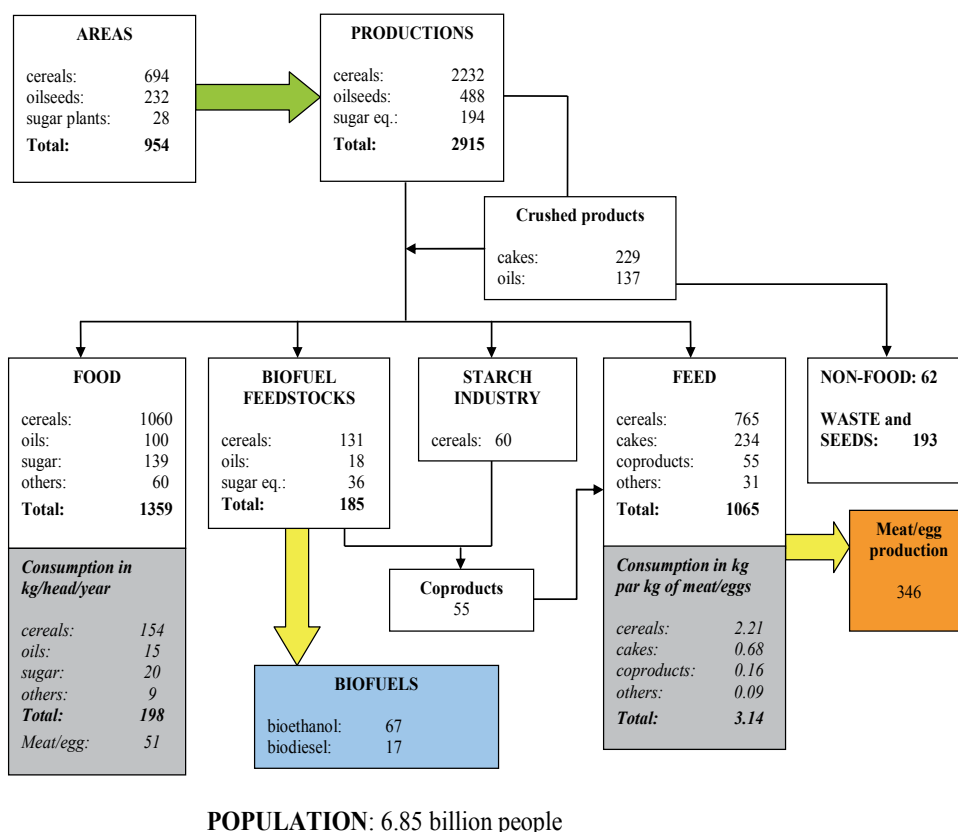 AREAS
cereals: 694
oilseeds: 232
sugar plants: 28
Total: 954
PRODUCTIONS
cereals: 2232
oilseeds: 488
sugar eq.: 194
Total: 2915
Crushed products
cakes: 229
oils: 137
FOOD
cereals: 1060
oils: 100
sugar: 139
others: 60
Total: 1359
Consumption in
kg/head/year
cereals: 154
oils: 15
sugar: 20
others: 9
Total: 198
Meat/egg: 51
BIOFUEL
FEEDSTOCKS
cereals: 131
oils: 18
sugar eq.: 36
Total: 185
STARCH
INDUSTRY
cereals: 60
Coproducts
55
BIOFUELS
bioethanol: 67
biodiesel: 17
FEED
cereals: 765
cakes: 234
coproducts: 55
others: 31
Total: 1065
Consumption in kg
par kg of meat/eggs
cereals: 2.21
cakes: 0.68
coproducts: 0.16
others: 0.09
Total: 3.14
NON-FOOD: 62
WASTE and
SEEDS: 193
Meat/egg
production
346
POPULATION: 6.85 billion people